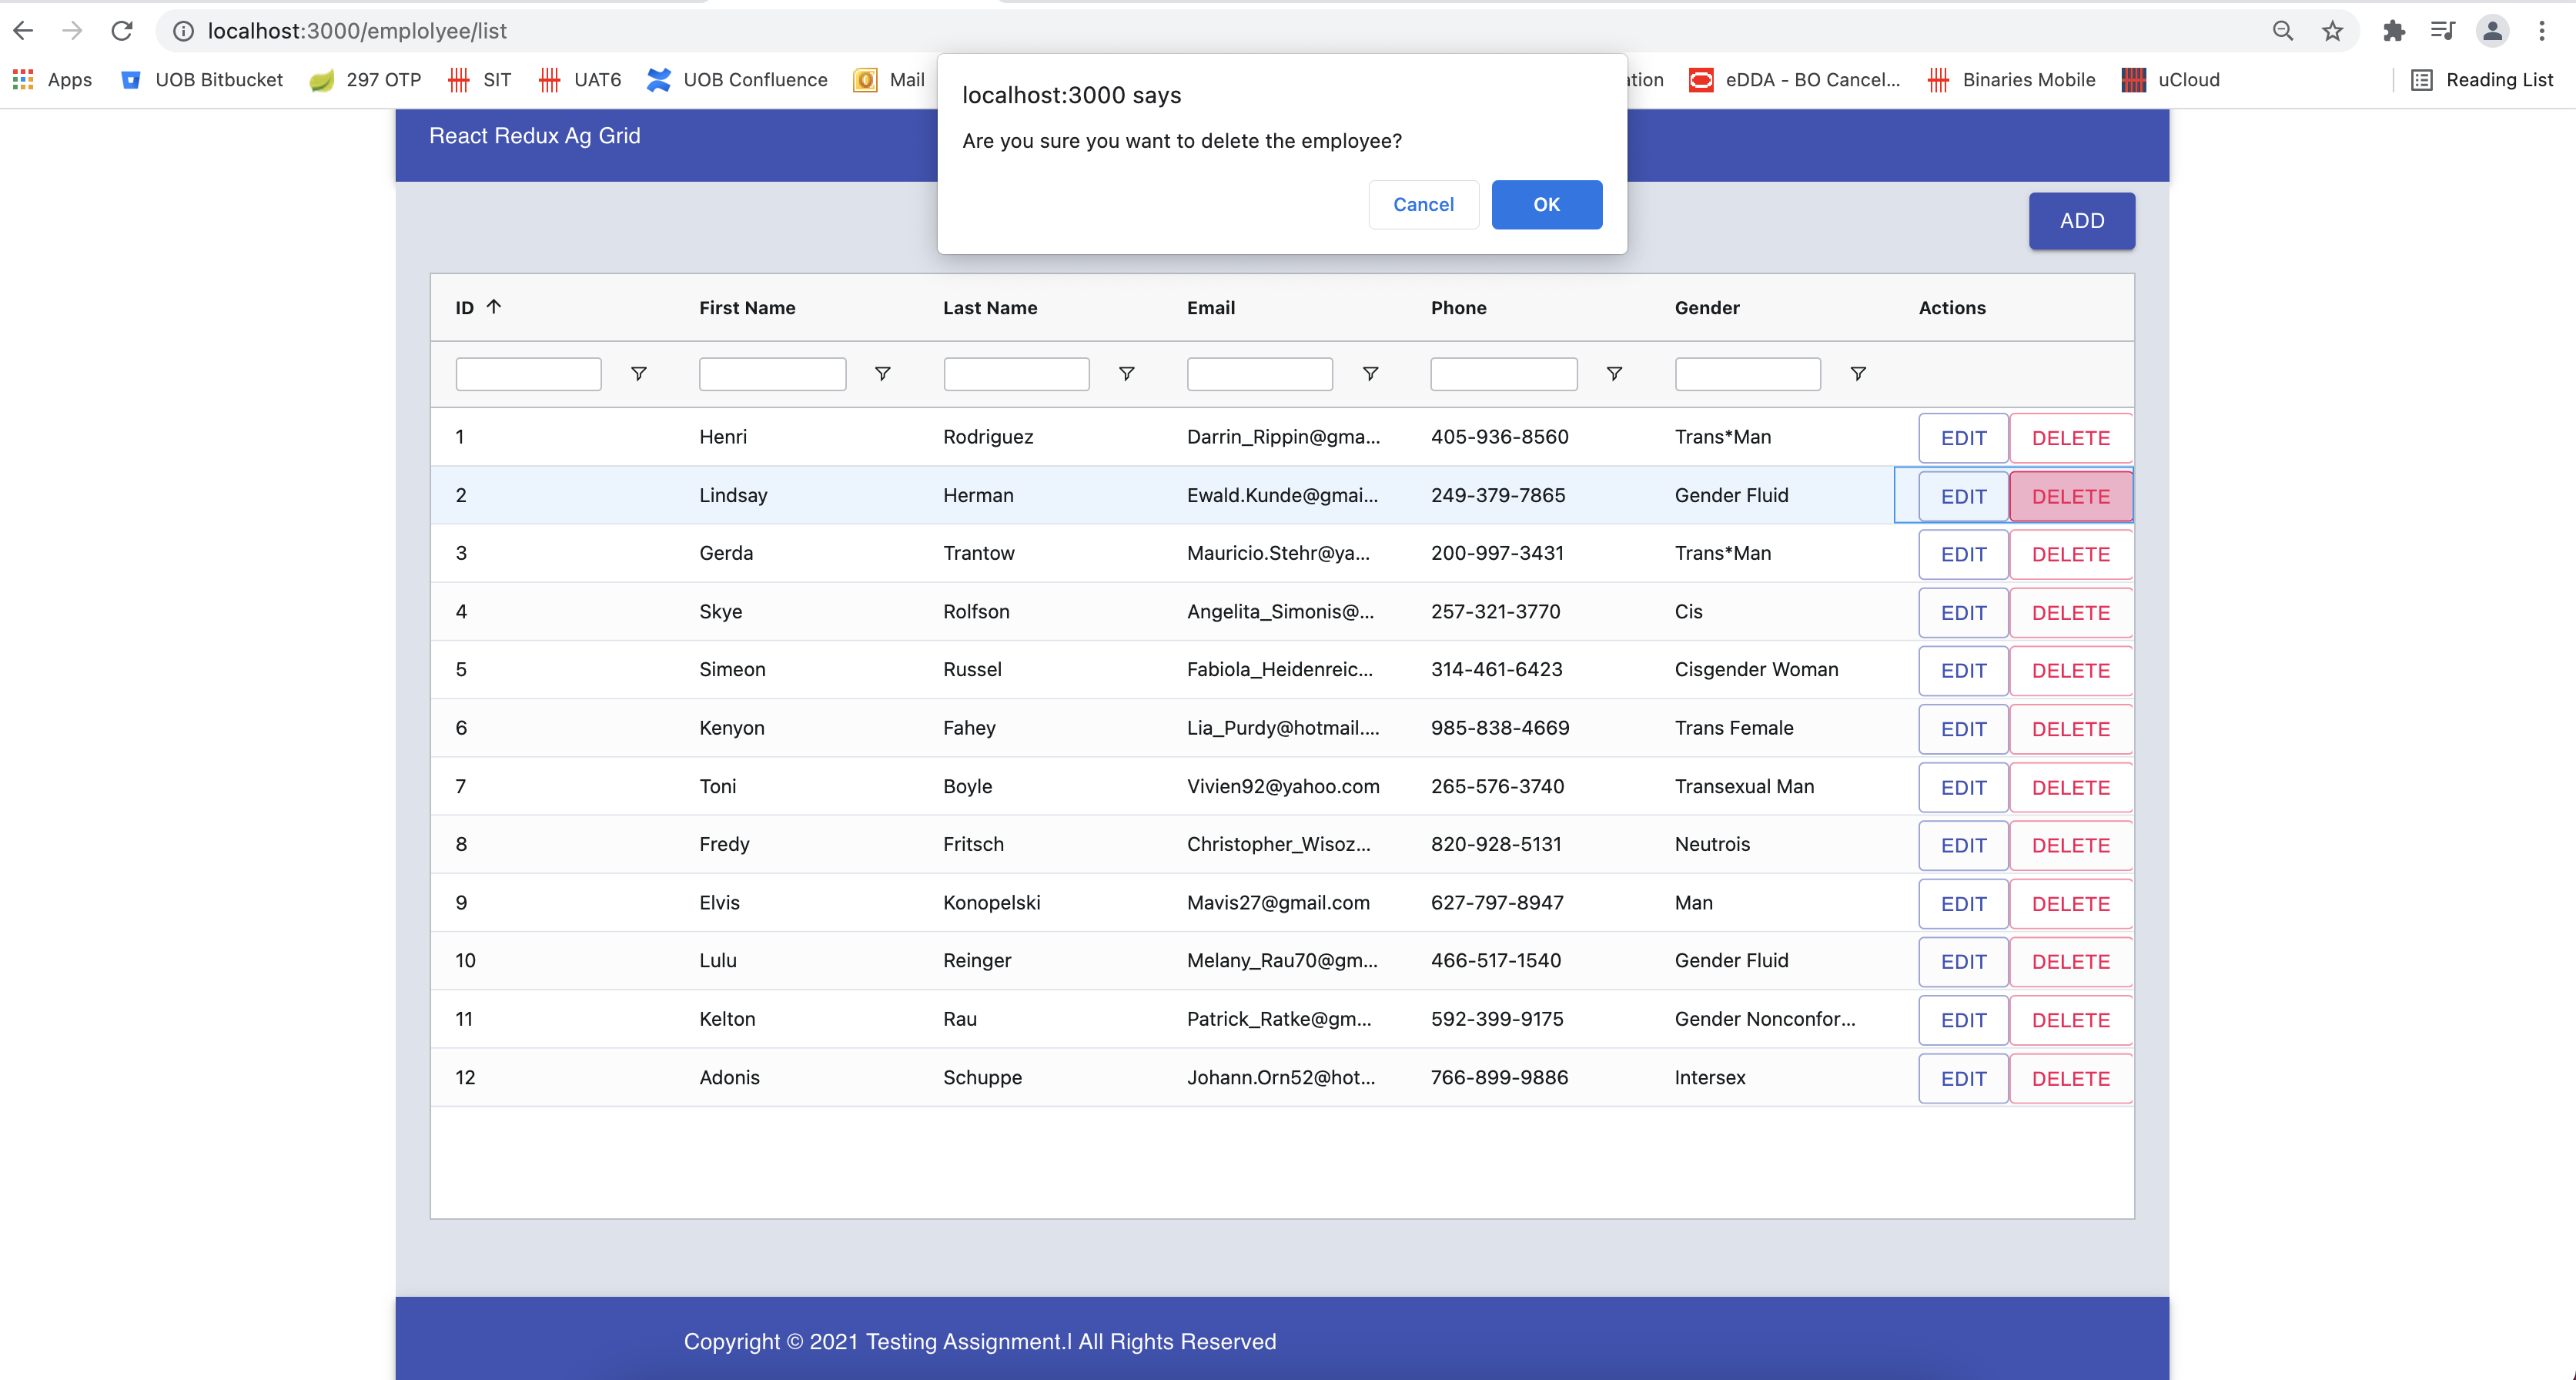 localhost:3000/emplolyee/list
Apps UOB Bitbucket 297 OTP SIT UAT6 UOB Confluence Mail ation eDDA - BO Cancel... Binaries Mobile uCloud Reading List
localhost:3000 says
Are you sure you want to delete the employee?
Cancel OK
React Redux Ag Grid
ADD
ID First Name Last Name Email Phone Gender Actions
1 Henri Rodriguez Darrin_Rippin@gma... 405-936-8560 Trans*Man EDIT DELETE
2 Lindsay Herman Ewald.Kunde@gmai... 249-379-7865 Gender Fluid EDIT DELETE
3 Gerda Trantow Mauricio.Stehr@ya... 200-997-3431 Trans*Man EDIT DELETE
4 Skye Rolfson Angelita_Simonis@... 257-321-3770 Cis EDIT DELETE
5 Simeon Russel Fabiola_Heidenreic... 314-461-6423 Cisgender Woman EDIT DELETE
6 Kenyon Fahey Lia_Purdy@hotmail.... 985-838-4669 Trans Female EDIT DELETE
7 Toni Boyle Vivien92@yahoo.com 265-576-3740 Transexual Man EDIT DELETE
8 Fredy Fritsch Christopher_Wisoz... 820-928-5131 Neutrois EDIT DELETE
9 Elvis Konopelski Mavis27@gmail.com 627-797-8947 Man EDIT DELETE
10 Lulu Reinger Melany_Rau70@gm... 466-517-1540 Gender Fluid EDIT DELETE
11 Kelton Rau Patrick_Ratke@gm... 592-399-9175 Gender Nonconfor... EDIT DELETE
12 Adonis Schuppe Johann.Orn52@hot... 766-899-9886 Intersex EDIT DELETE
Copyright © 2021 Testing Assignment.| All Rights Reserved